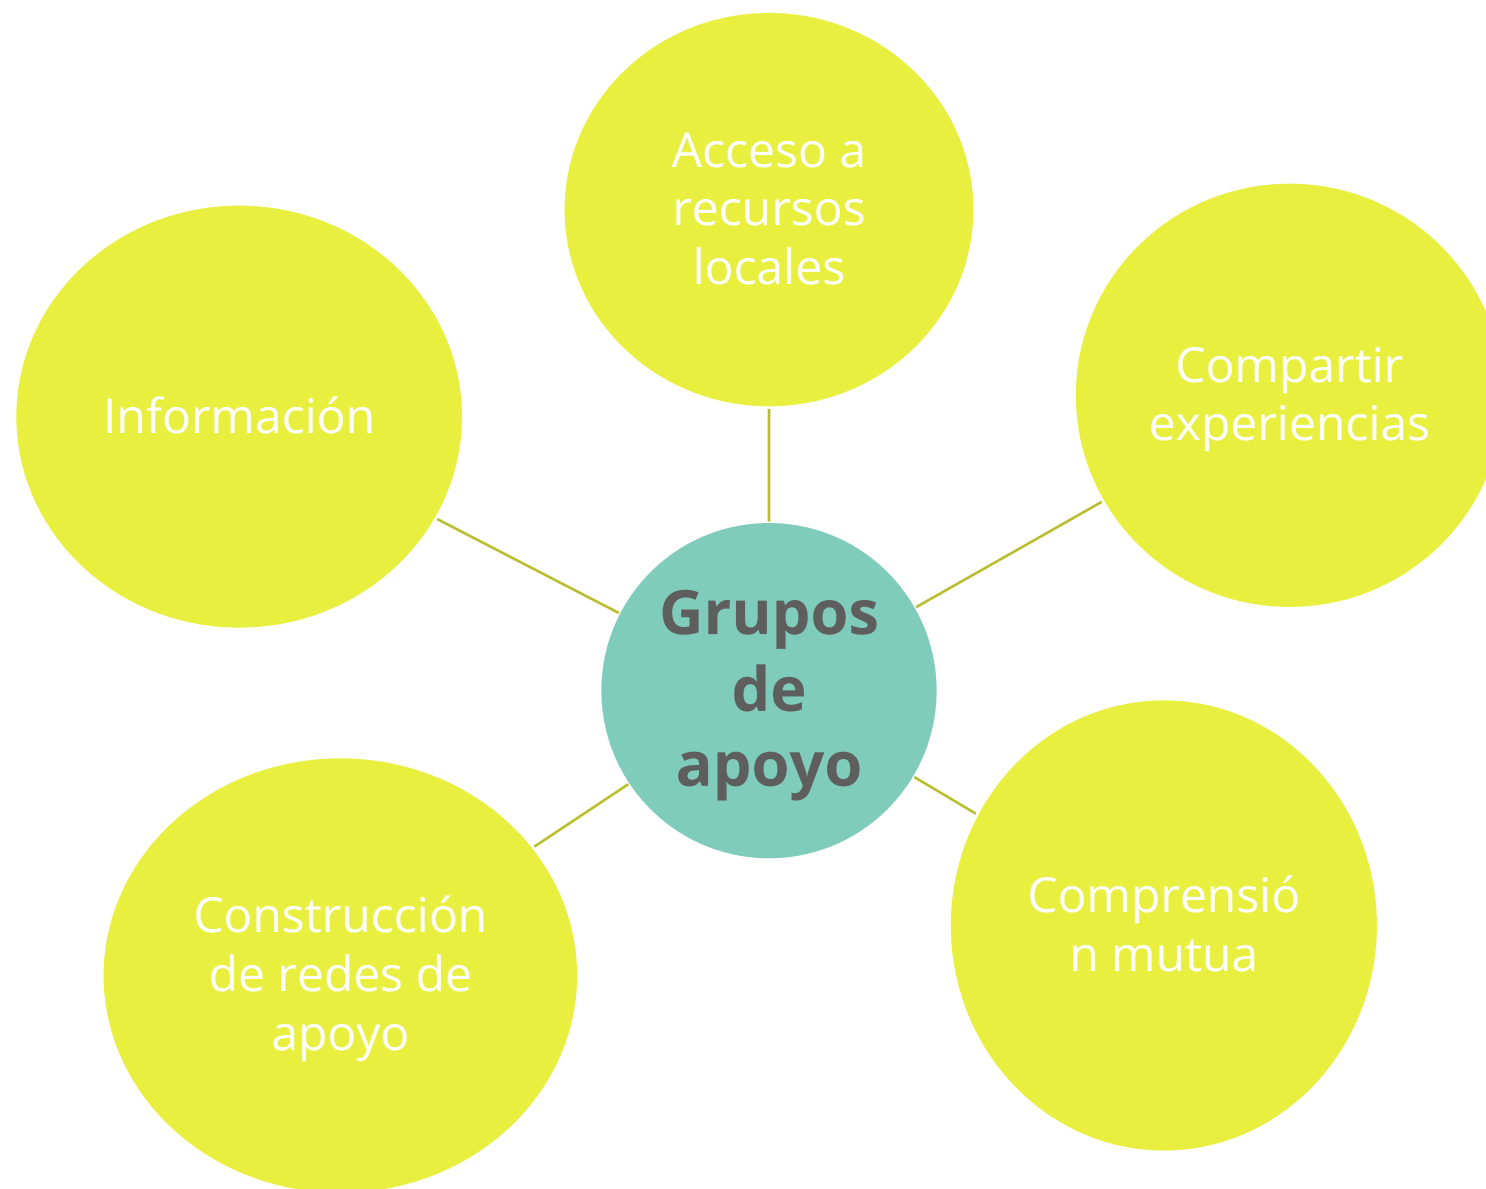 Acceso a
recursos
locales
Compartir
experiencias
Información
Grupos
de
apoyo
Comprensió
n mutua
Construcción
de redes de
apoyo